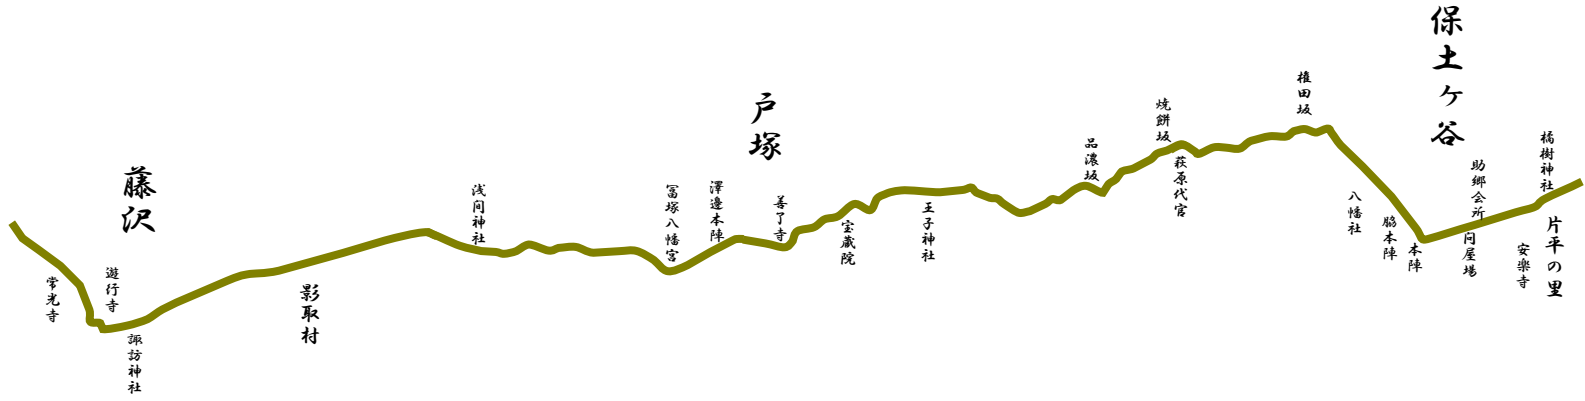 保土ヶ谷
戸塚
藤沢
片平の里
橘樹神社
安楽寺
助郷会所
問屋場
本陣
脇本陣
八幡社
権田坂
萩原代官
焼餅坂
品濃坂
王子神社
宝蔵院
善了寺
澤邊本陣
冨塚八幡宮
浅间神社
影取村
諏訪神社
遊行寺
常光寺